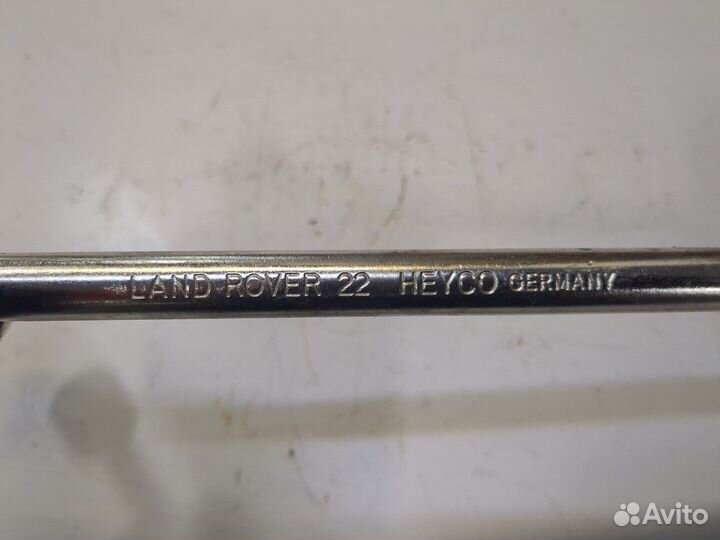 LAND ROVER 22 HEYCO GERMANY
Avito